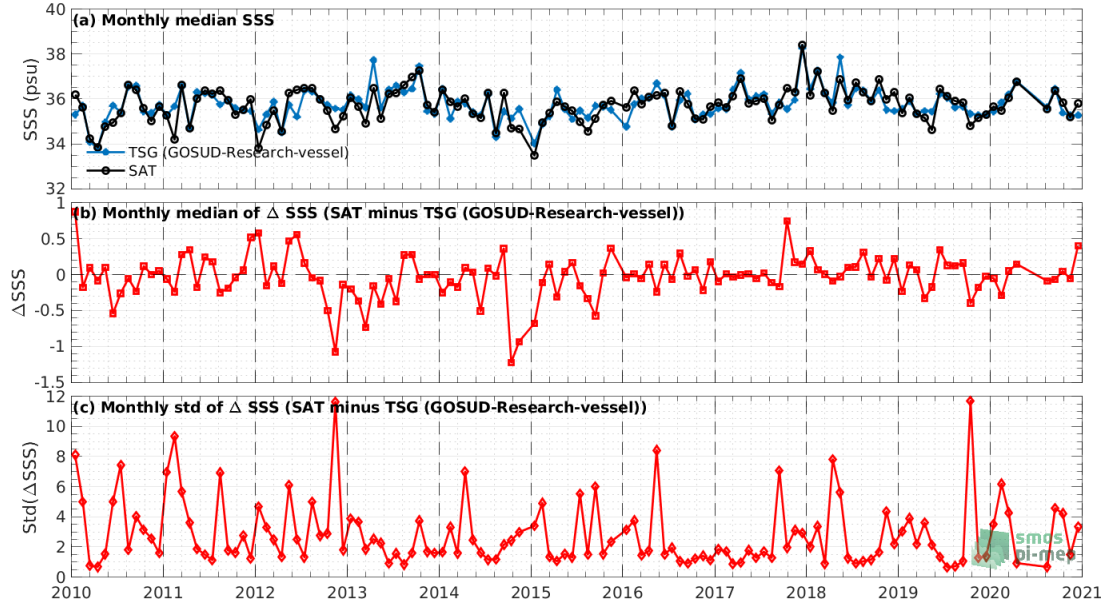 (a) Monthly median SSS
40
38
36
34
32
SSS (psu)
TSG (GOSUD-Research-vessel)
SAT
(b) Monthly median of △ SSS (SAT minus TSG (GOSUD-Research-vessel))
1
0.5
0
-0.5
-1
-1.5
△SSS
(c) Monthly std of △ SSS (SAT minus TSG (GOSUD-Research-vessel))
12
10
8
6
4
2
0
Std(△SSS)
smos
pi-mep
2010 2011 2012 2013 2014 2015 2016 2017 2018 2019 2020 2021